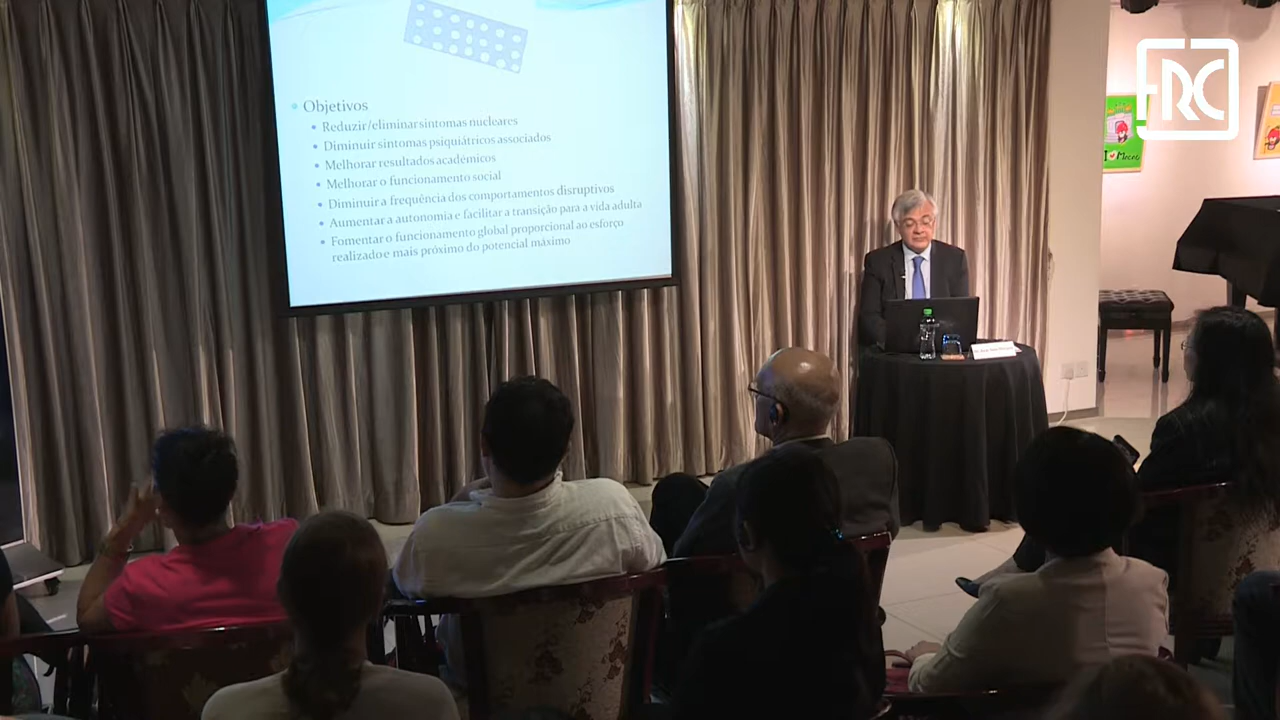 Objetivos
Reduzir/eliminar sintomas nucleares
Diminuir sintomas psiquiátricos associados
Melhorar resultados académicos
Melhorar o funcionamento social
Diminuir a frequência dos comportamentos disruptivos
Aumentar a autonomia e facilitar a transição para a vida adulta
Fomentar o funcionamento global proporcional ao esforço
realizado e mais próximo do potencial máximo
FRC
I Macau